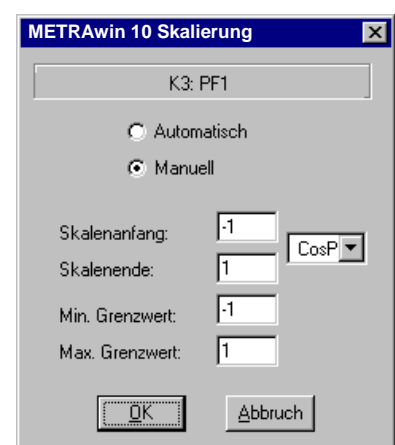 METRAwin 10 Skalierung
K3: PF1
Automatisch
Manuell
Skalenanfang: -1
CosP
Skalenende: 1
Min. Grenzwert: -1
Max. Grenzwert: 1
OK Abbruch